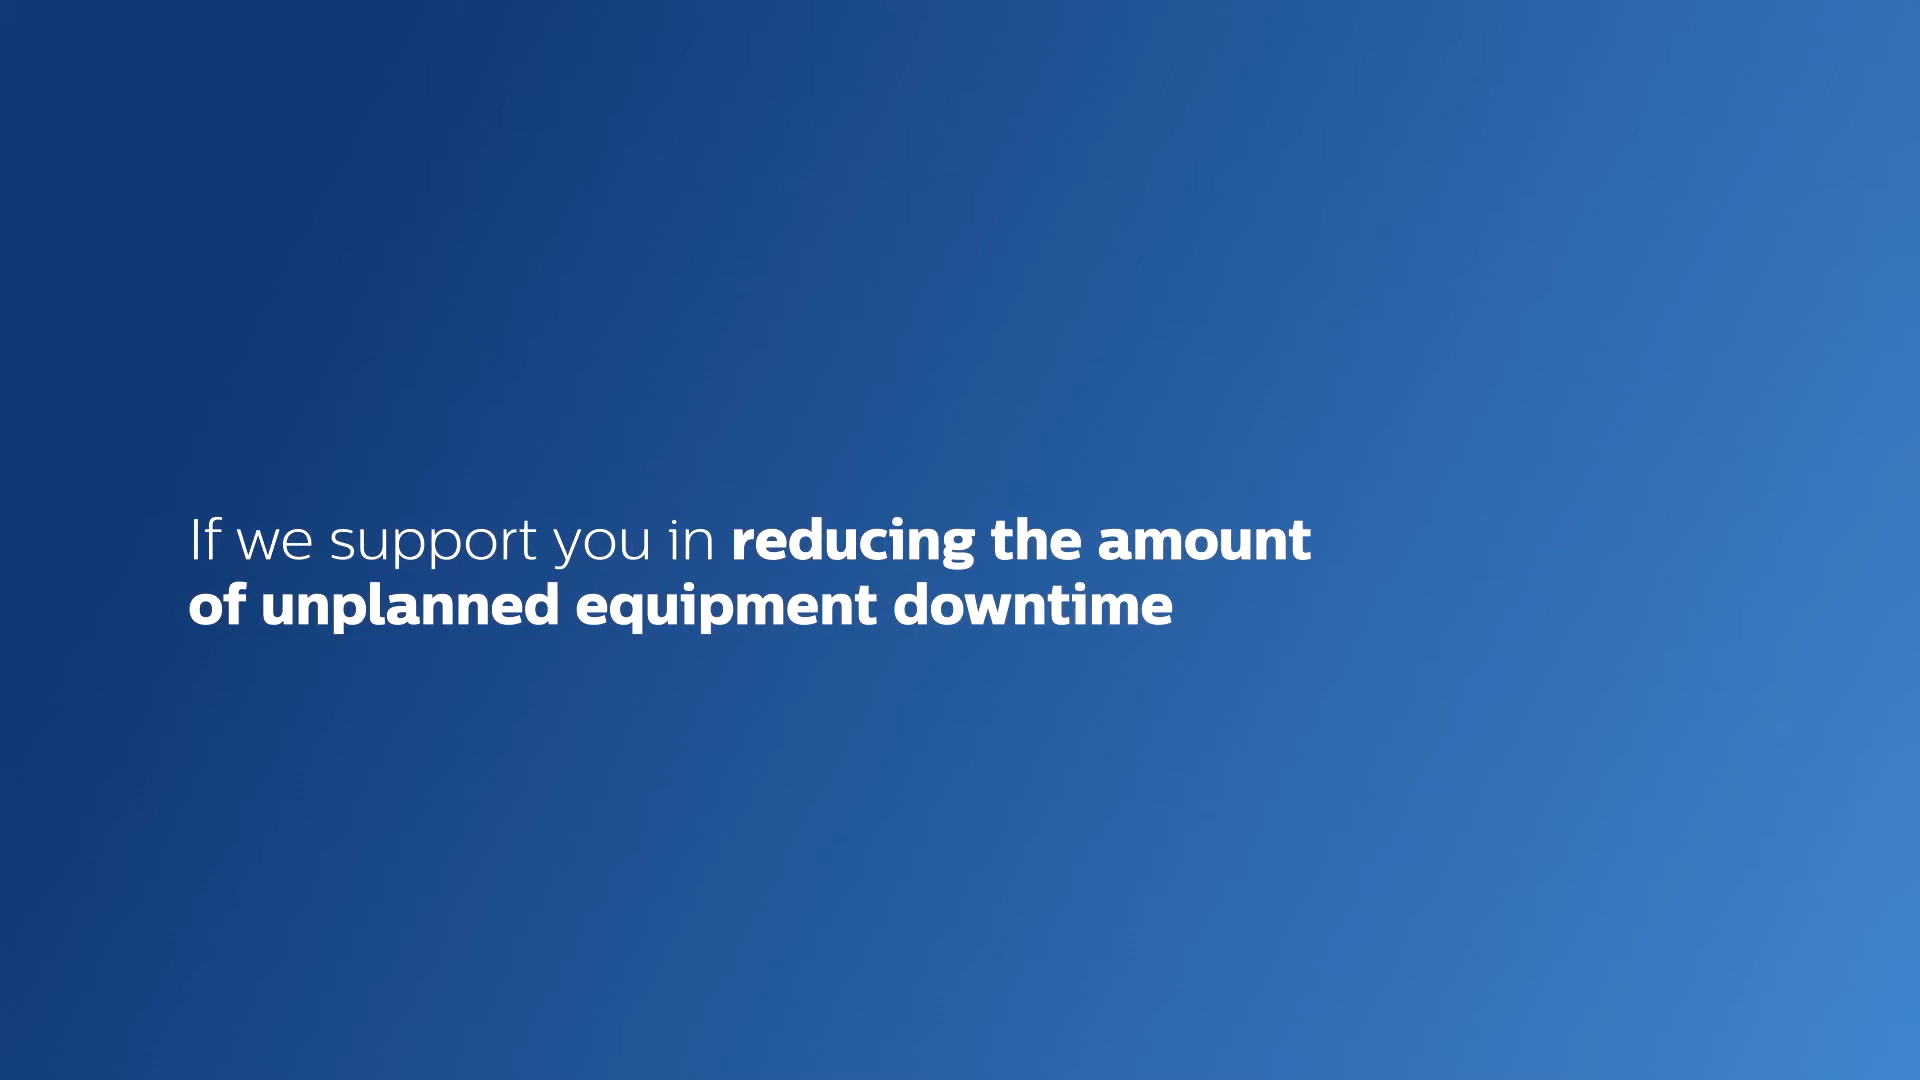 If we support you in reducing the amount
of unplanned equipment downtime